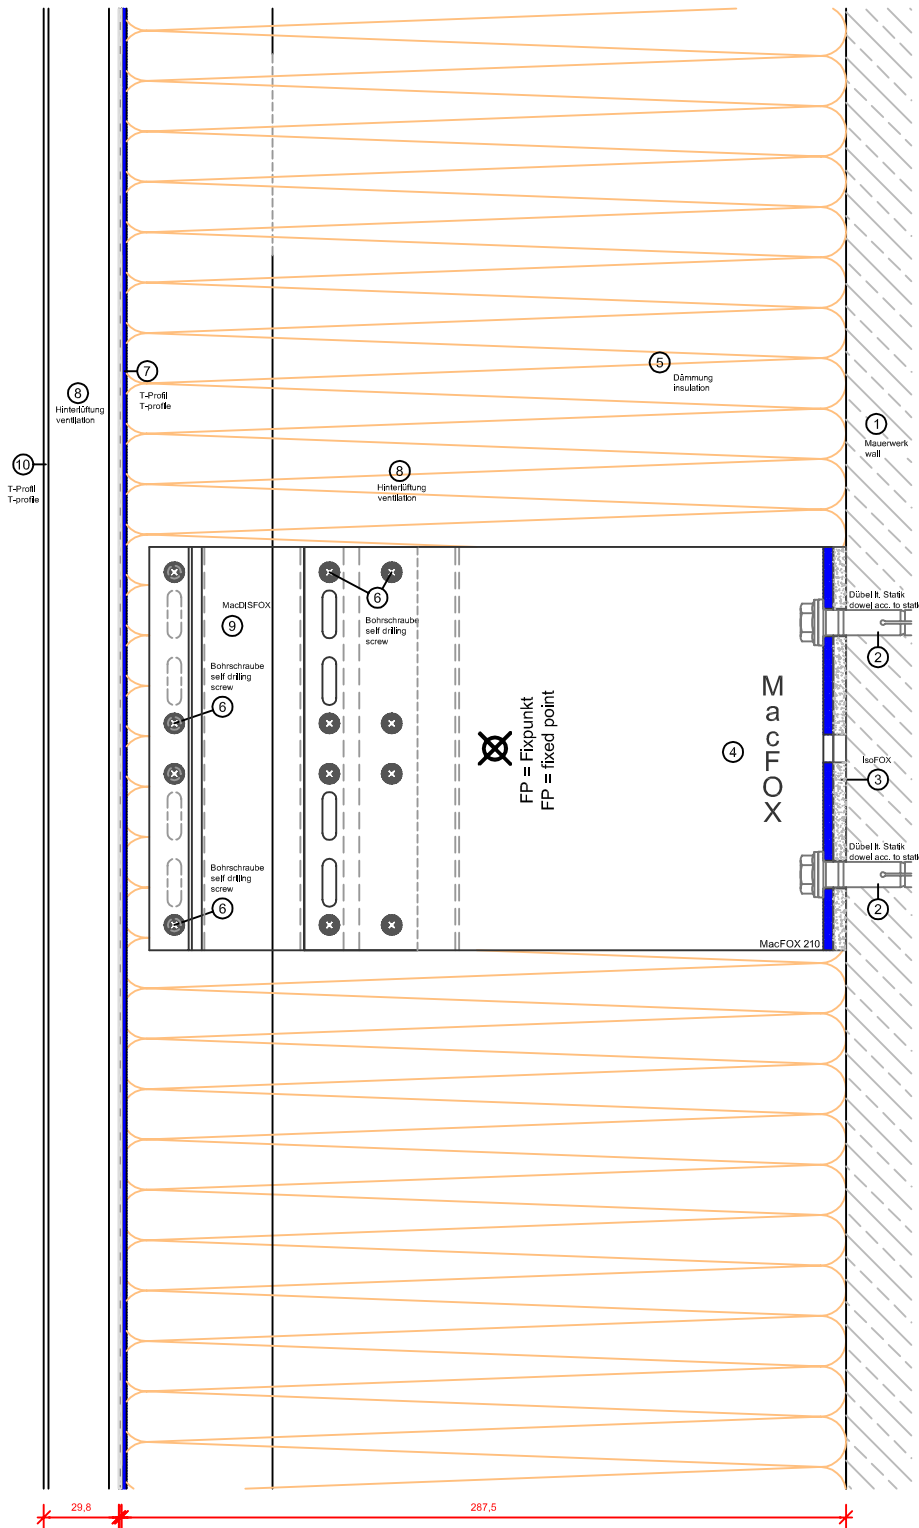 7
T-Profil
T-profile
8
Hinterlüftung
ventilation
10
T-Profil
T-profile
5
Dämmung
insulation
1
Mauerwerk
wall
8
Hinterlüftung
ventilation
6
Bohrschraube
self drilling
screw
MacDISFOX
9
Bohrschraube
self drilling
screw
6
Dübel lt. Statik
dowel acc. to stati
2
FP = Fixpunkt
FP = fixed point
4
MacFOX
IsoFOX
3
Bohrschraube
self drilling
screw
6
Dübel lt. Statik
dowel acc. to stati
2
MacFOX 210
29,8
287,5